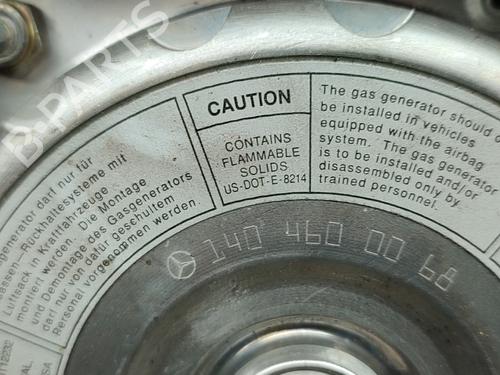 generator darf nur für
Insassen-Rückhaltesysteme mit
Luftsack in Kraftfahrzeuge
montiert werden. Die Montage
und Demontage des Gasgenerators
darf nur von dafür geschultem
Personal vorgenommen werden.
CAUTION
CONTAINS
FLAMMABLE
SOLIDS
US-DOT-E-8214
The gas generator should
be installed in vehicles
equipped with the airbag
system. The gas generator
is to be installed and/or
disassembled only by
trained personnel.
140 460 00 68
B-PARTS